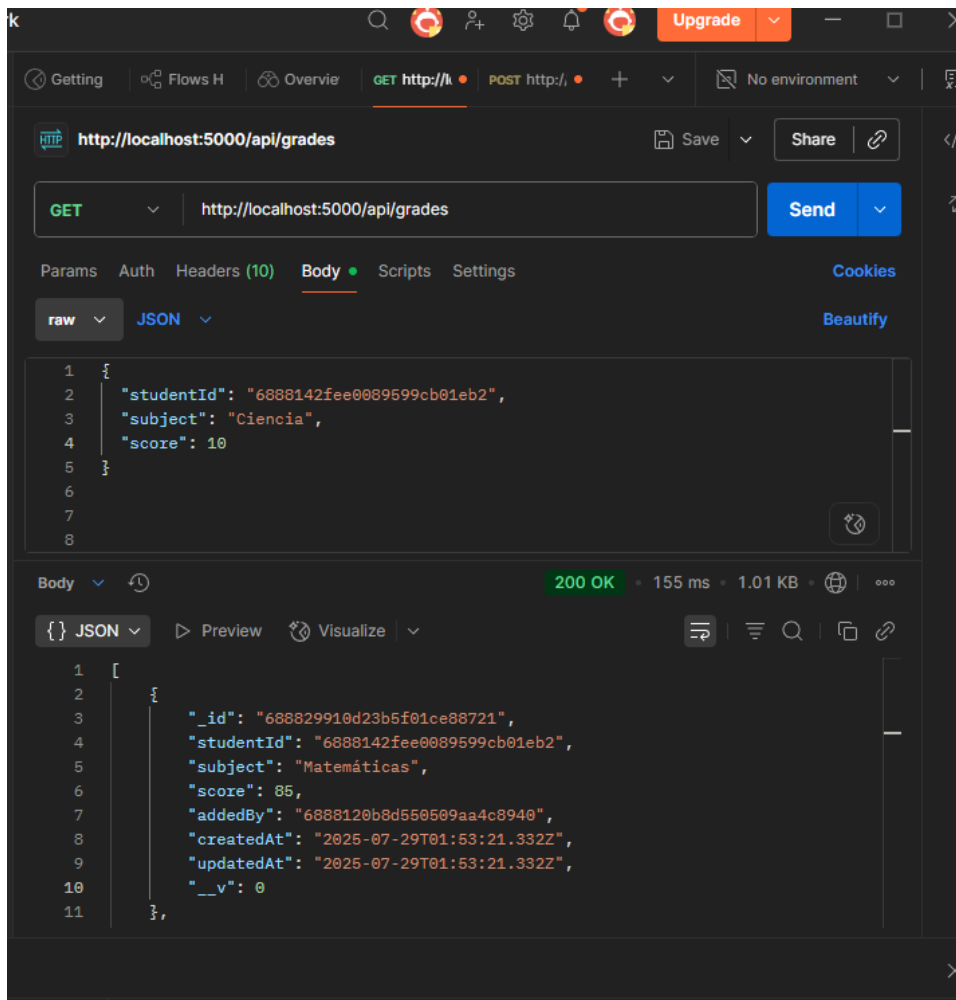 rk
Upgrade
Getting
Flows H
Overvie
GET http://l
POST http:/
No environment
HTTP
http://localhost:5000/api/grades
Save
Share
GET
http://localhost:5000/api/grades
Send
Params Auth Headers (10) Body Scripts Settings
Cookies
raw
JSON
Beautify
1 {
2 "studentId": "6888142fee0089599cb01eb2",
3 "subject": "Ciencia",
4 "score": 10
5 }
6
7
8
Body
200 OK • 155 ms • 1.01 KB •
{} JSON
Preview
Visualize
1 [
2 {
3 "_id": "688829910d23b5f01ce88721",
4 "studentId": "6888142fee0089599cb01eb2",
5 "subject": "Matemáticas",
6 "score": 85,
7 "addedBy": "6888120b8d550509aa4c8940",
8 "createdAt": "2025-07-29T01:53:21.332Z",
9 "updatedAt": "2025-07-29T01:53:21.332Z",
10 "__v": 0
11 },